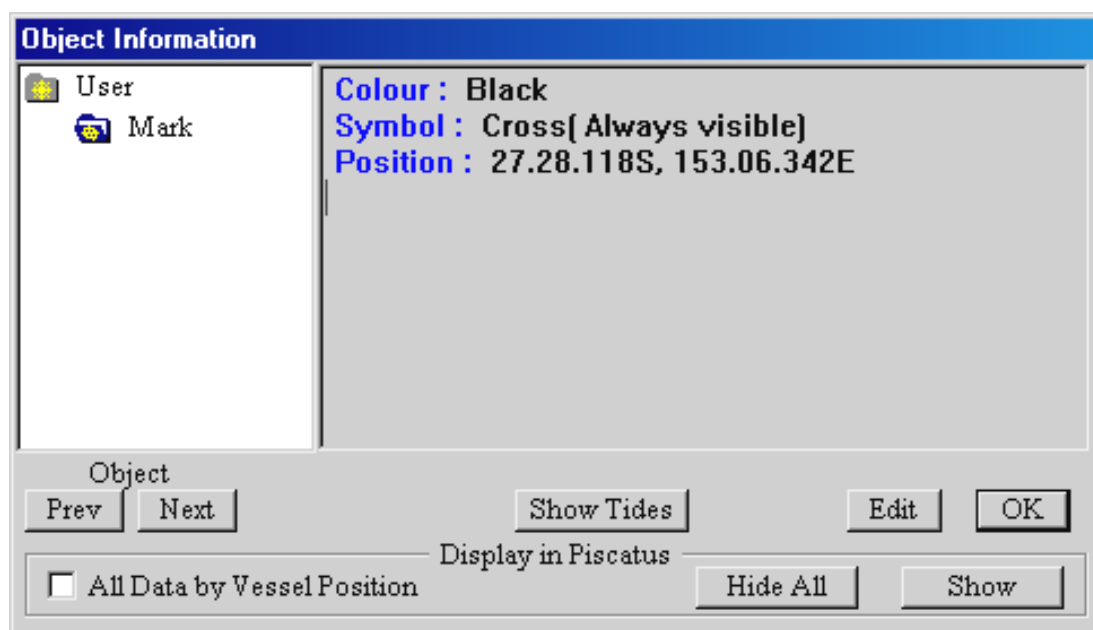 Object Information
User
Mark
Colour : Black
Symbol : Cross( Always visible)
Position : 27.28.118S, 153.06.342E
Object
Prev Next Show Tides Edit OK
Display in Piscatus
All Data by Vessel Position Hide All Show